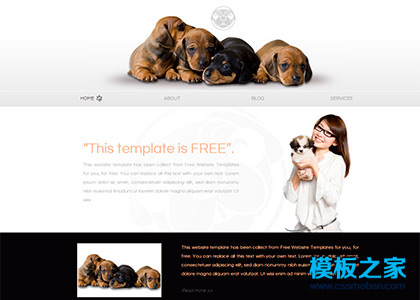 HOME
ABOUT
BLOG
SERVICES
"This template is FREE".
This website template has been collect from Free Website Templates
for you, for free. You can replace all this text with your own text. Lorem
ipsum dolor sit amet, consectetuer adipiscing elit, sed diam nonummy nibh
euismod tincidunt ut laoreet dolore magna aliquam erat volutpat. Ut wisi
This website template has been collect from Free Website Templates for you, for
free. You can replace all this text with your own text. Lorem ipsum dolor sit amet,
consectetuer adipiscing elit, sed diam nonummy nibh euismod tincidunt ut laoreet
dolore magna aliquam erat volutpat. Ut wisi enim ad minim
Read more >>
模板之家
www.cssmoban.com